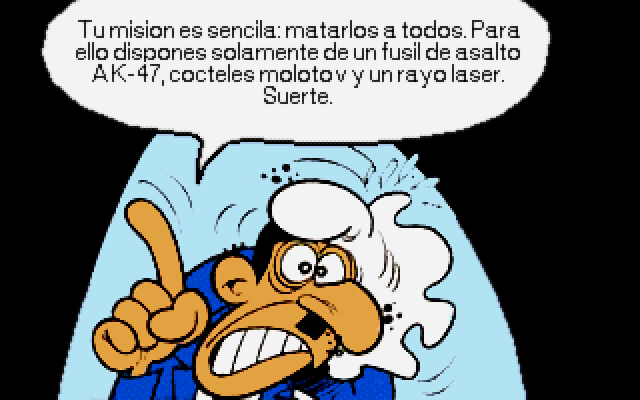 Tu mision es sencila: matarlos a todos. Para
ello dispones solamente de un fusil de asalto
AK-47, cocteles molotov y un rayo laser.
Suerte.